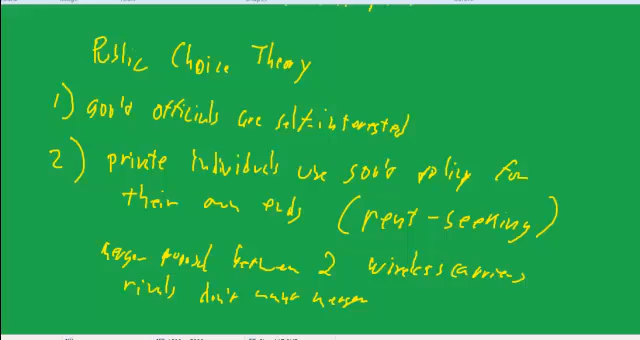 Public Choice Theory
1) gov't officials are self-interested
2) private individuals use gov't policy for
their own ends (rent-seeking)
merger proposal between 2 wireless carriers
rivals don't want merger